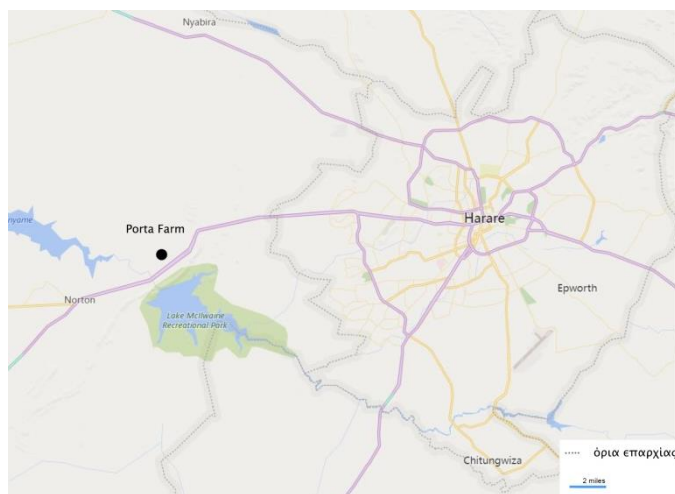 Nyabira
Porta Farm
Harare
Norton
Lake McIlwaine
Recreational Park
Epworth
Chitungwiza
όρια επαρχίας
2 miles